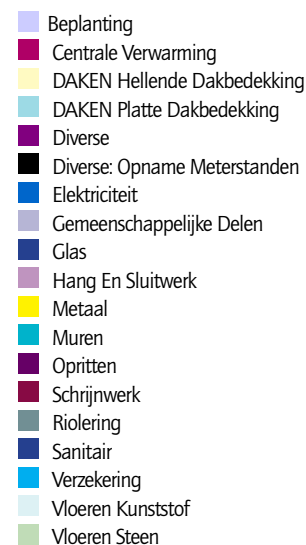 Beplanting
Centrale Verwarming
DAKEN Hellende Dakbedekking
DAKEN Platte Dakbedekking
Diverse
Diverse: Opname Meterstanden
Elektriciteit
Gemeenschappelijke Delen
Glas
Hang En Sluitwerk
Metaal
Muren
Opritten
Schrijnwerk
Riolering
Sanitair
Verzekering
Vloeren Kunststof
Vloeren Steen